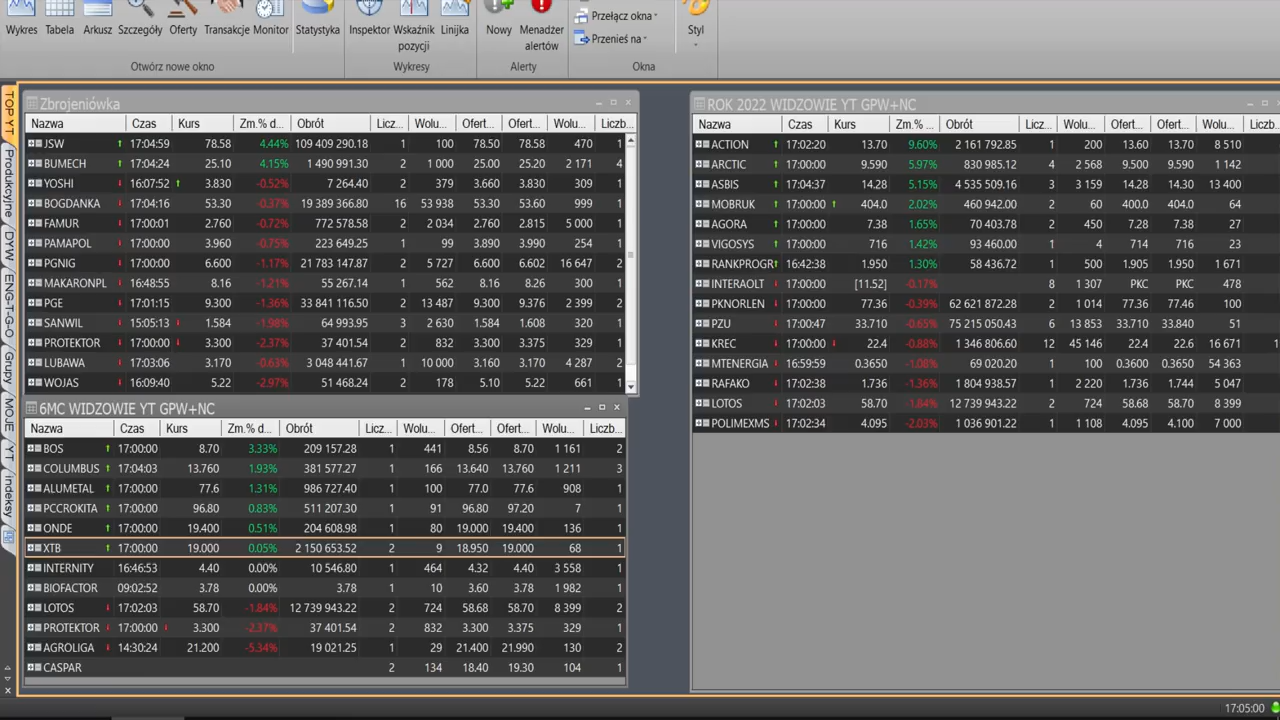 Wykres Tabela Arkusz Szczegóły Oferty Transakcje Monitor Statystyka Inspektor Wskaźnik pozycji Linijka Nowy Menadżer alertów Przełącz okna Przenieś na Styl
Otwórz nowe okno Wykresy Alerty Okna
TOP YT
Produkcyjne
DYW
ENG-T-G-O
Grupy
MOJE
YT
indeksy
Zbrojeniówka
Nazwa Czas Kurs Zm.% d... Obrót Licz... Wolu... Ofert... Ofert... Wolu... Liczb...
JSW 17:04:59 78.58 4.44% 109 409 290.18 1 100 78.50 78.58 470 1
BUMECH 17:04:24 25.10 4.15% 1 490 991.30 2 1 000 25.00 25.20 2 171 4
YOSHI 16:07:52 3.830 -0.52% 7 264.40 2 379 3.660 3.830 309 1
BOGDANKA 17:04:16 53.30 -0.37% 19 389 366.80 16 53 938 53.30 53.60 999 1
FAMUR 17:00:01 2.760 -0.72% 772 578.58 2 2 034 2.760 2.815 5 000 1
PAMAPOL 17:00:00 3.960 -0.75% 223 649.25 1 99 3.890 3.990 254 1
PGNIG 17:00:00 6.600 -1.17% 21 783 147.87 2 5 727 6.600 6.602 16 647 2
MAKARONPL 16:48:55 8.16 -1.21% 55 267.14 1 562 8.16 8.26 300 1
PGE 17:01:15 9.300 -1.36% 33 841 116.50 2 13 487 9.300 9.376 2 399 2
SANWIL 15:05:13 1.584 -1.98% 64 993.95 3 2 630 1.584 1.608 320 1
PROTEKTOR 17:00:00 3.300 -2.37% 37 401.54 2 832 3.300 3.375 329 1
LUBAWA 17:03:06 3.170 -0.63% 3 048 441.67 1 10 000 3.160 3.170 4 287 2
WOJAS 16:09:40 5.22 -2.97% 51 468.24 2 178 5.10 5.22 661 1
6MC WIDZOWIE YT GPW+NC
Nazwa Czas Kurs Zm.% d... Obrót Licz... Wolu... Ofert... Ofert... Wolu... Liczb...
BOS 17:00:00 8.70 3.33% 209 157.28 1 441 8.56 8.70 1 161 2
COLUMBUS 17:04:03 13.760 1.93% 381 577.27 1 166 13.640 13.760 1 211 3
ALUMETAL 17:00:00 77.6 1.31% 986 727.40 1 100 77.0 77.6 908 1
PCCROKITA 17:00:00 96.80 0.83% 511 207.30 1 91 96.80 97.20 7 1
ONDE 17:00:00 19.400 0.51% 204 608.98 1 80 19.000 19.400 136 1
XTB 17:00:00 19.000 0.05% 2 150 653.52 2 9 18.950 19.000 68 1
INTERNITY 16:46:53 4.40 0.00% 10 546.80 1 464 4.32 4.40 3 558 1
BIOFACTOR 09:02:52 3.78 0.00% 3.78 1 10 3.60 3.78 1 982 1
LOTOS 17:02:03 58.70 -1.84% 12 739 943.22 2 724 58.68 58.70 8 399 2
PROTEKTOR 17:00:00 3.300 -2.37% 37 401.54 2 832 3.300 3.375 329 1
AGROLIGA 14:30:24 21.200 -5.34% 19 021.25 1 29 21.400 21.990 130 2
CASPAR 2 134 18.40 19.30 104 1
ROK 2022 WIDZOWIE YT GPW+NC
Nazwa Czas Kurs Zm.% ... Obrót Licz... Wolu... Ofert... Ofert... Wolu... Liczb
ACTION 17:02:20 13.70 9.60% 2 161 792.85 1 200 13.60 13.70 8 510
ARCTIC 17:00:00 9.590 5.97% 830 985.12 4 2 568 9.500 9.590 1 142
ASBIS 17:04:37 14.28 5.15% 4 535 509.16 3 3 159 14.28 14.30 13 400
MOBRUK 17:00:00 404.0 2.02% 460 942.00 2 60 400.0 404.0 64
AGORA 17:00:00 7.38 1.65% 70 403.78 2 450 7.38 7.38 27
VIGOSYS 17:00:00 716 1.42% 93 460.00 1 4 714 716 23
RANKPROGR 16:42:38 1.950 1.30% 58 436.72 1 500 1.905 1.950 1 671
INTERAOLT [11.52] -0.17% 8 1 307 PKC PKC 478
PKNORLEN 17:00:00 77.36 -0.39% 62 621 872.28 2 1 014 77.36 77.46 100
PZU 17:00:47 33.710 -0.65% 75 215 050.43 6 13 853 33.710 33.840 51
KREC 17:00:00 22.4 -0.88% 1 346 806.60 12 45 146 22.4 22.6 16 671 1
MTENERGIA 16:59:59 0.3650 -1.08% 69 020.20 1 100 0.3600 0.3650 54 363
RAFAKO 17:02:38 1.736 -1.36% 1 804 938.57 1 2 220 1.736 1.744 5 047
LOTOS 17:02:03 58.70 -1.84% 12 739 943.22 2 724 58.68 58.70 8 399
POLIMEXMS 17:02:34 4.095 -2.03% 1 036 901.22 1 1 108 4.095 4.100 7 000
17:05:00